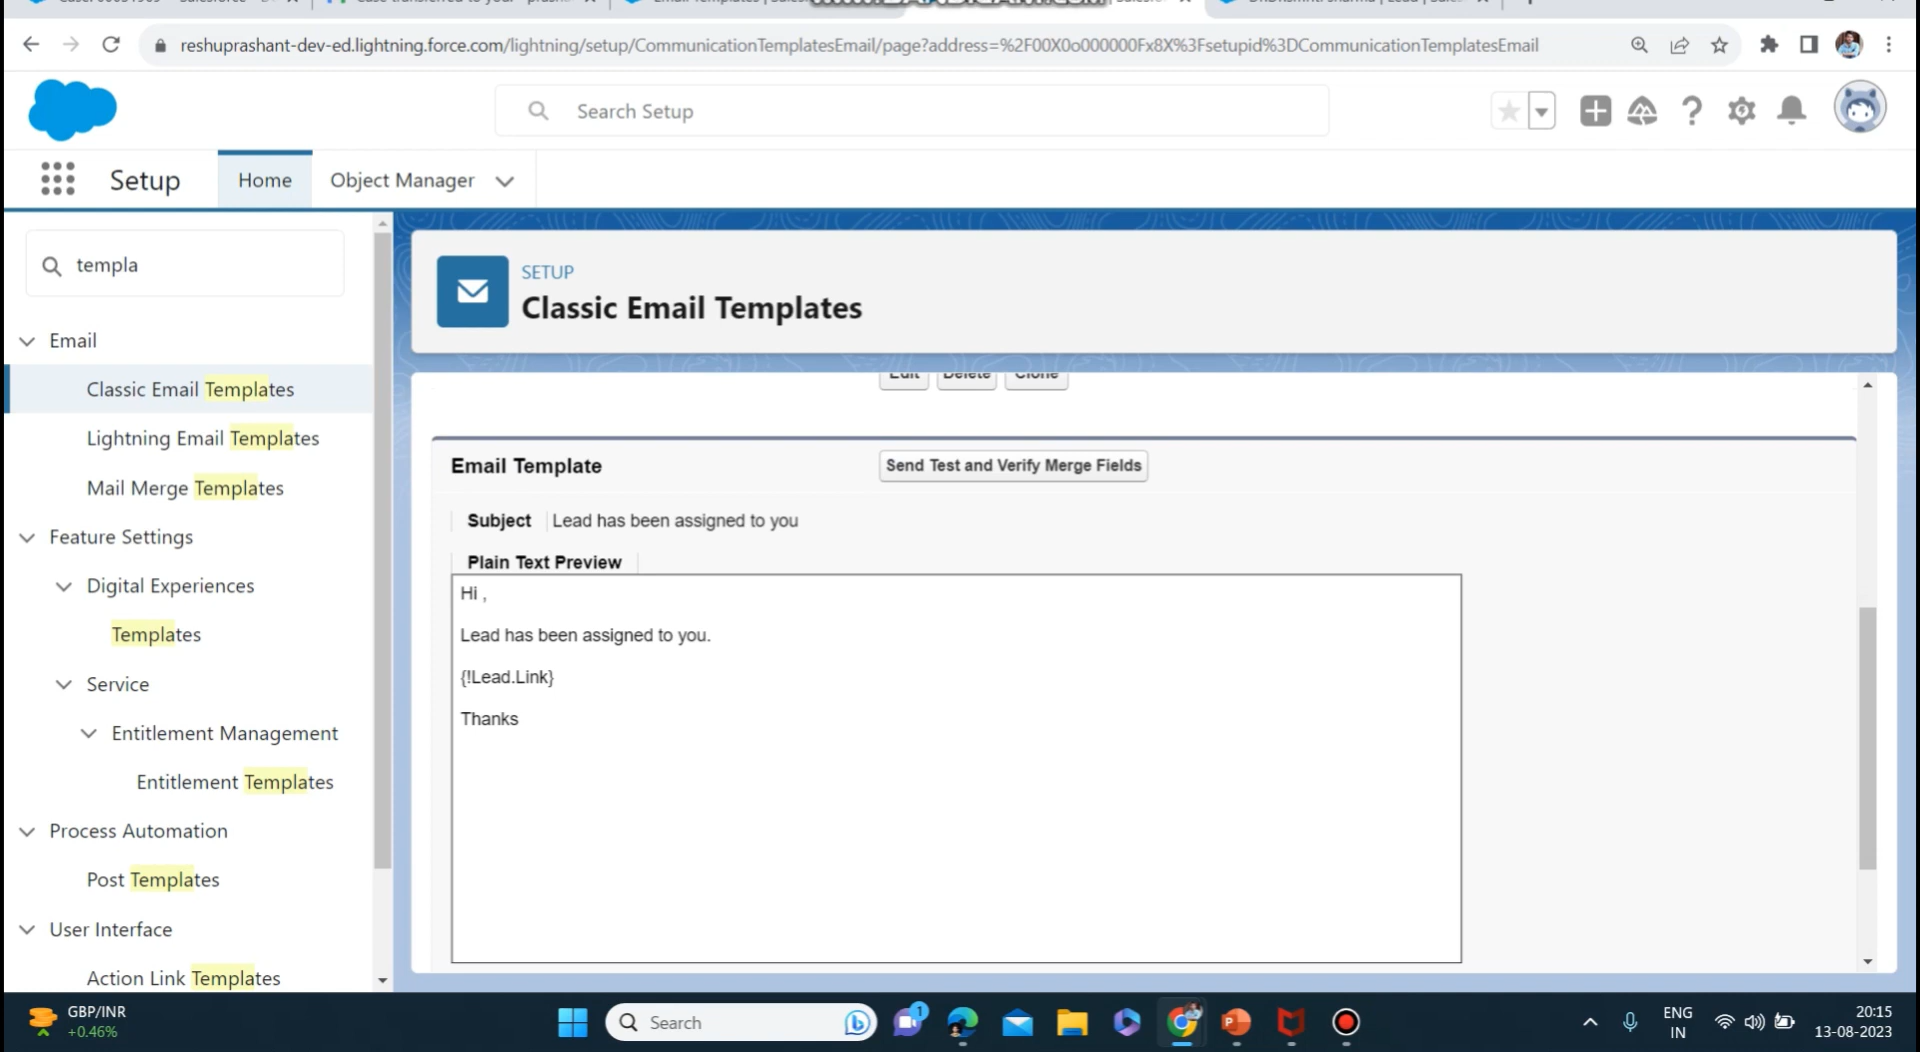 reshuprashant-dev-ed.lightning.force.com/lightning/setup/CommunicationTemplatesEmail/page?address=%2F00X0o000000Fx8X%3Fsetupid%3DCommunicationTemplatesEmail
Search Setup
Setup
Home
Object Manager
templa
Email
Classic Email Templates
Lightning Email Templates
Mail Merge Templates
Feature Settings
Digital Experiences
Templates
Service
Entitlement Management
Entitlement Templates
Process Automation
Post Templates
User Interface
Action Link Templates
SETUP
Classic Email Templates
Edit Delete Clone
Email Template
Send Test and Verify Merge Fields
Subject Lead has been assigned to you
Plain Text Preview
Hi ,
Lead has been assigned to you.
{!Lead.Link}
Thanks
GBP/INR
+0.46%
Search
1
ENG
IN
20:15
13-08-2023